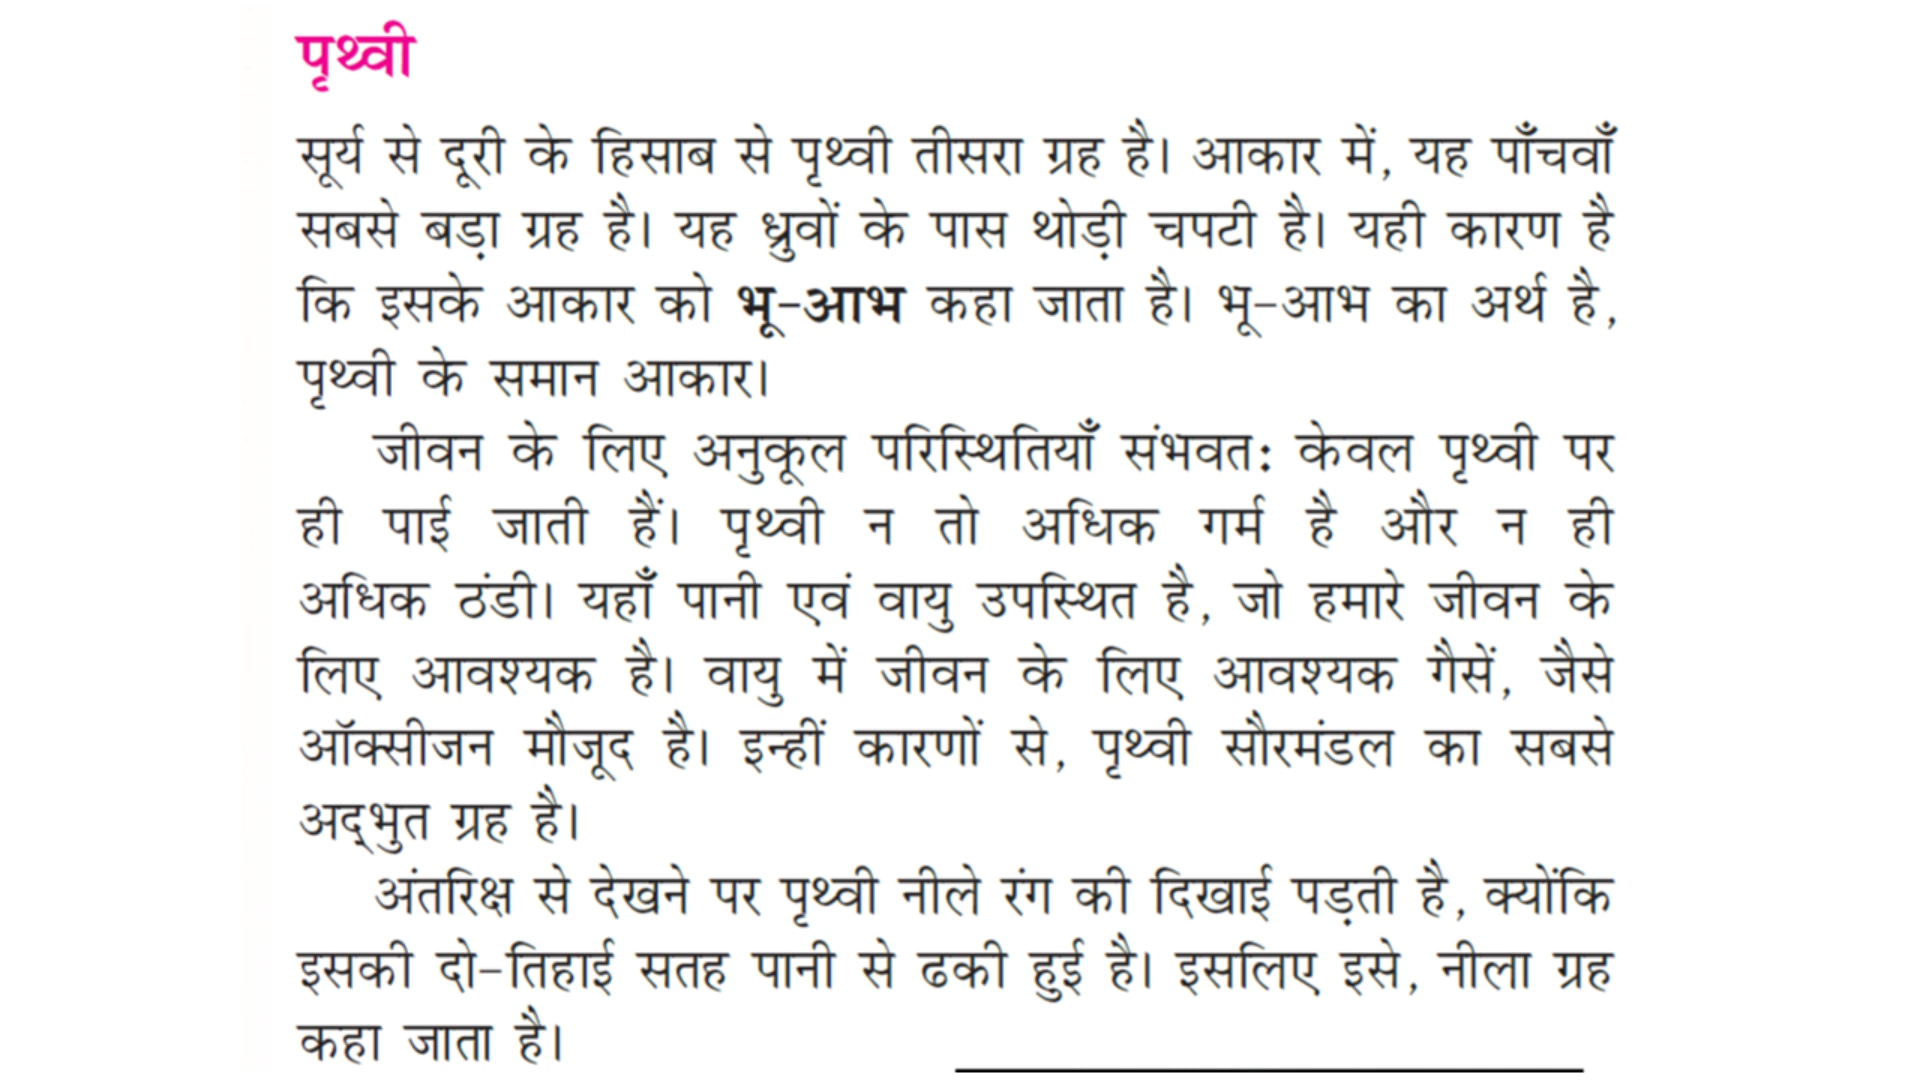 पृथ्वी
सूर्य से दूरी के हिसाब से पृथ्वी तीसरा ग्रह है। आकार में, यह पाँचवाँ
सबसे बड़ा ग्रह है। यह ध्रुवों के पास थोड़ी चपटी है। यही कारण है
कि इसके आकार को भू-आभ कहा जाता है। भू-आभ का अर्थ है,
पृथ्वी के समान आकार।
जीवन के लिए अनुकूल परिस्थितियाँ संभवत: केवल पृथ्वी पर
ही पाई जाती हैं। पृथ्वी न तो अधिक गर्म है और न ही
अधिक ठंडी। यहाँ पानी एवं वायु उपस्थित है, जो हमारे जीवन के
लिए आवश्यक है। वायु में जीवन के लिए आवश्यक गैसें, जैसे
ऑक्सीजन मौजूद है। इन्हीं कारणों से, पृथ्वी सौरमंडल का सबसे
अद्भुत ग्रह है।
अंतरिक्ष से देखने पर पृथ्वी नीले रंग की दिखाई पड़ती है, क्योंकि
इसकी दो-तिहाई सतह पानी से ढकी हुई है। इसलिए इसे, नीला ग्रह
कहा जाता है।